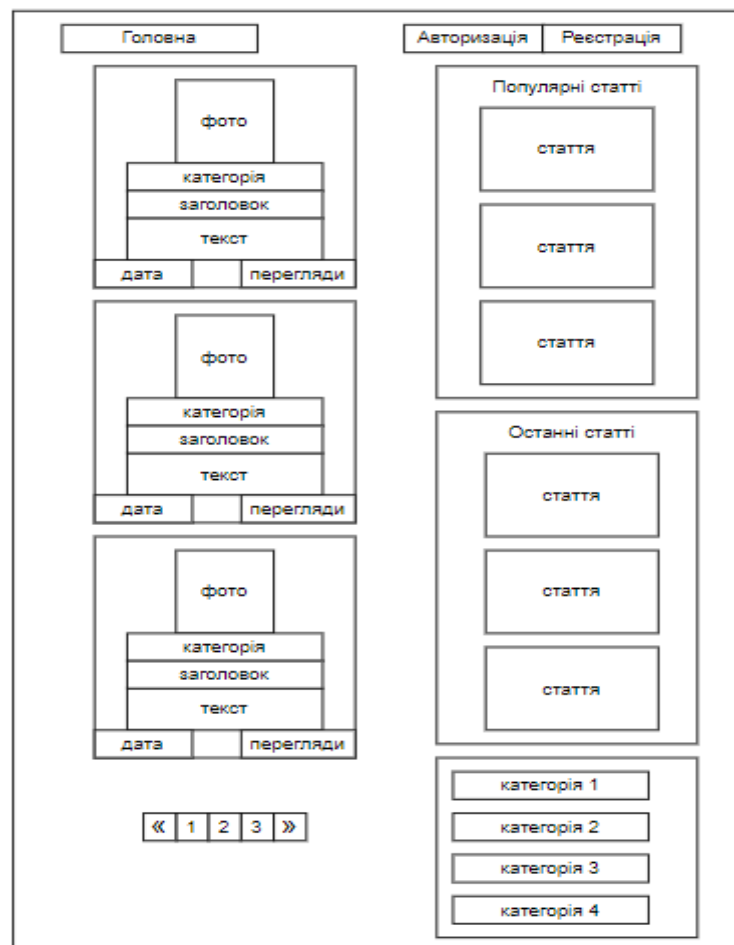 Головна
Авторизація Реєстрація
фото
категорія
заголовок
текст
дата перегляди
фото
категорія
заголовок
текст
дата перегляди
фото
категорія
заголовок
текст
дата перегляди
« 1 2 3 »
Популярні статті
стаття
стаття
стаття
Останні статті
стаття
стаття
стаття
категорія 1
категорія 2
категорія 3
категорія 4